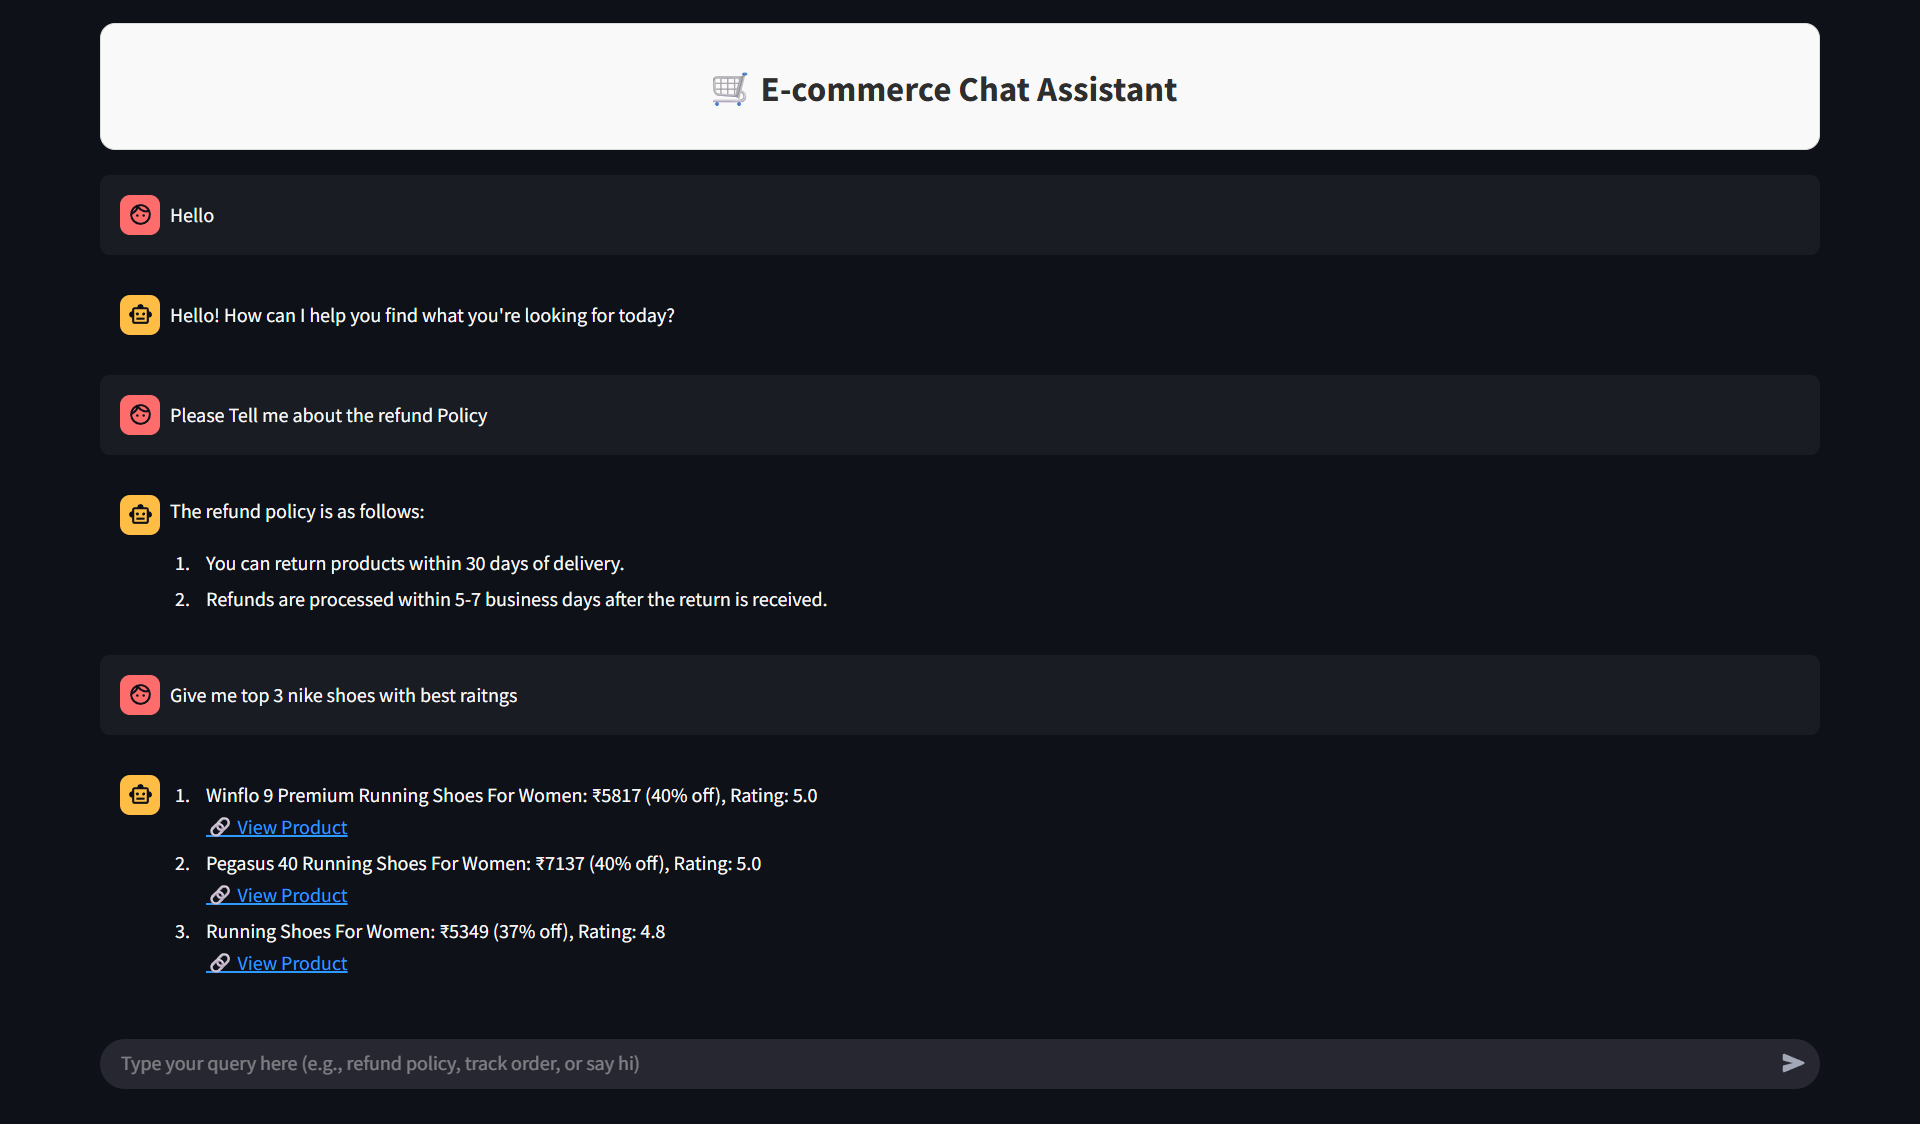 🛒 E-commerce Chat Assistant
Hello
Hello! How can I help you find what you're looking for today?
Please Tell me about the refund Policy
The refund policy is as follows:
1. You can return products within 30 days of delivery.
2. Refunds are processed within 5-7 business days after the return is received.
Give me top 3 nike shoes with best raitngs
1. Winflo 9 Premium Running Shoes For Women: ₹5817 (40% off), Rating: 5.0
🔗 View Product
2. Pegasus 40 Running Shoes For Women: ₹7137 (40% off), Rating: 5.0
🔗 View Product
3. Running Shoes For Women: ₹5349 (37% off), Rating: 4.8
🔗 View Product
Type your query here (e.g., refund policy, track order, or say hi)